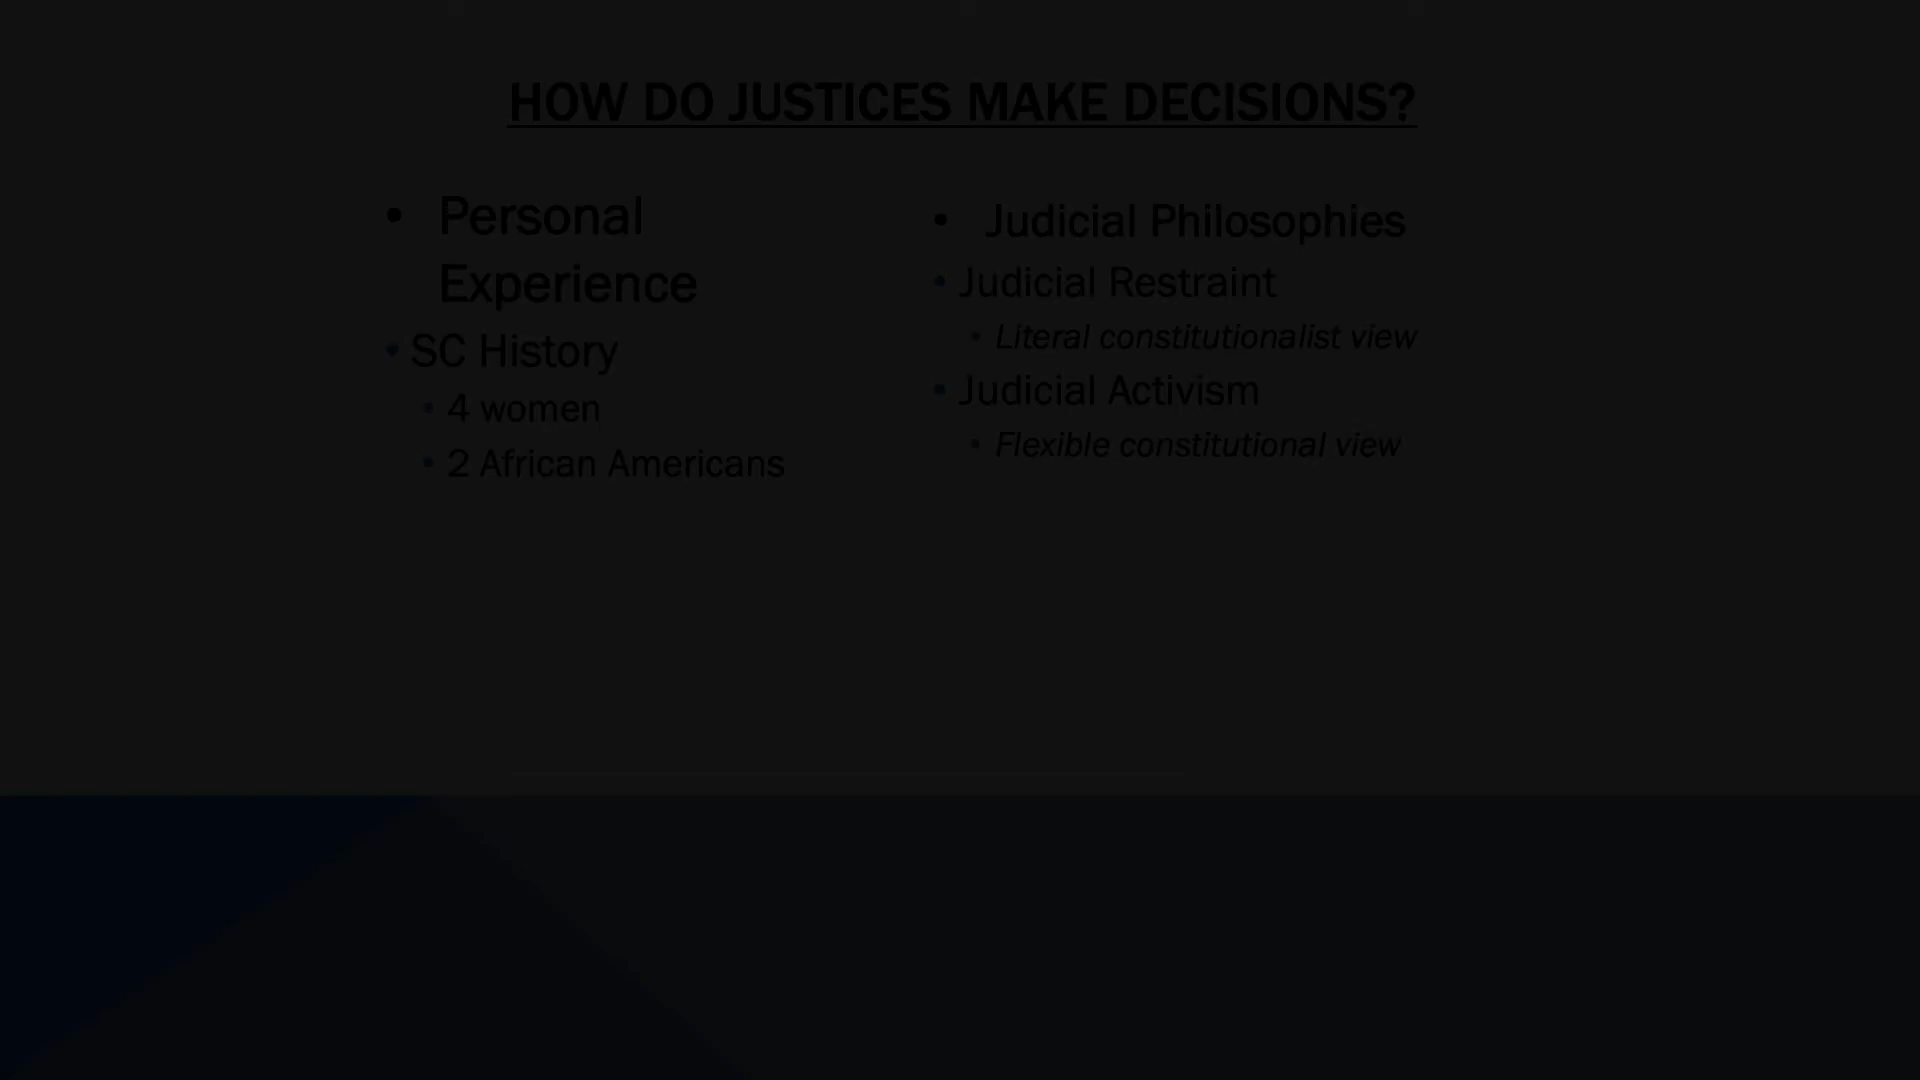 HOW DO JUSTICES MAKE DECISIONS?
• Personal
Experience
• SC History
• 4 women
• 2 African Americans
• Judicial Philosophies
• Judicial Restraint
• Literal constitutionalist view
• Judicial Activism
• Flexible constitutional view